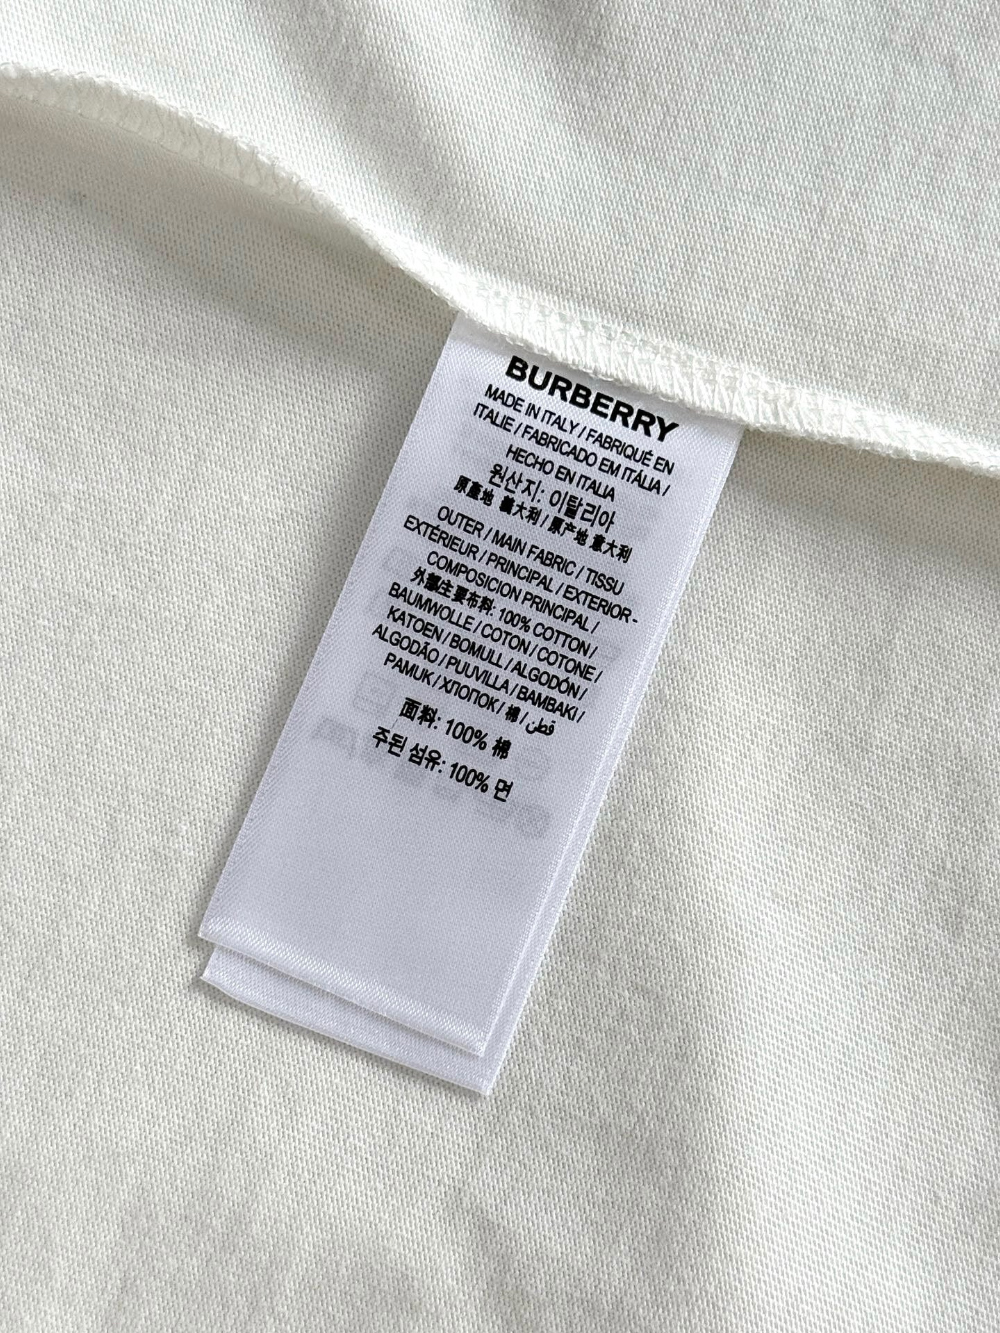 BURBERRY
MADE IN ITALY / FABRIQUÉ EN
ITALIE / FABRICADO EM ITÁLIA /
HECHO EN ITALIA
원산지: 이탈리아
原產地 義大利 / 原产地 意大利
OUTER / MAIN FABRIC / TISSU
EXTÉRIEUR / PRINCIPAL / EXTERIOR -
COMPOSICION PRINCIPAL /
外部主要布料: 100% COTTON /
BAUMWOLLE / COTON / COTONE /
KATOEN / BOMULL / ALGODÓN /
ALGODÃO / PUUVILLA / BAMBAKI /
PAMUK / ХЛОПОК / 棉 / قطن
面料: 100% 棉
주된 섬유: 100% 면